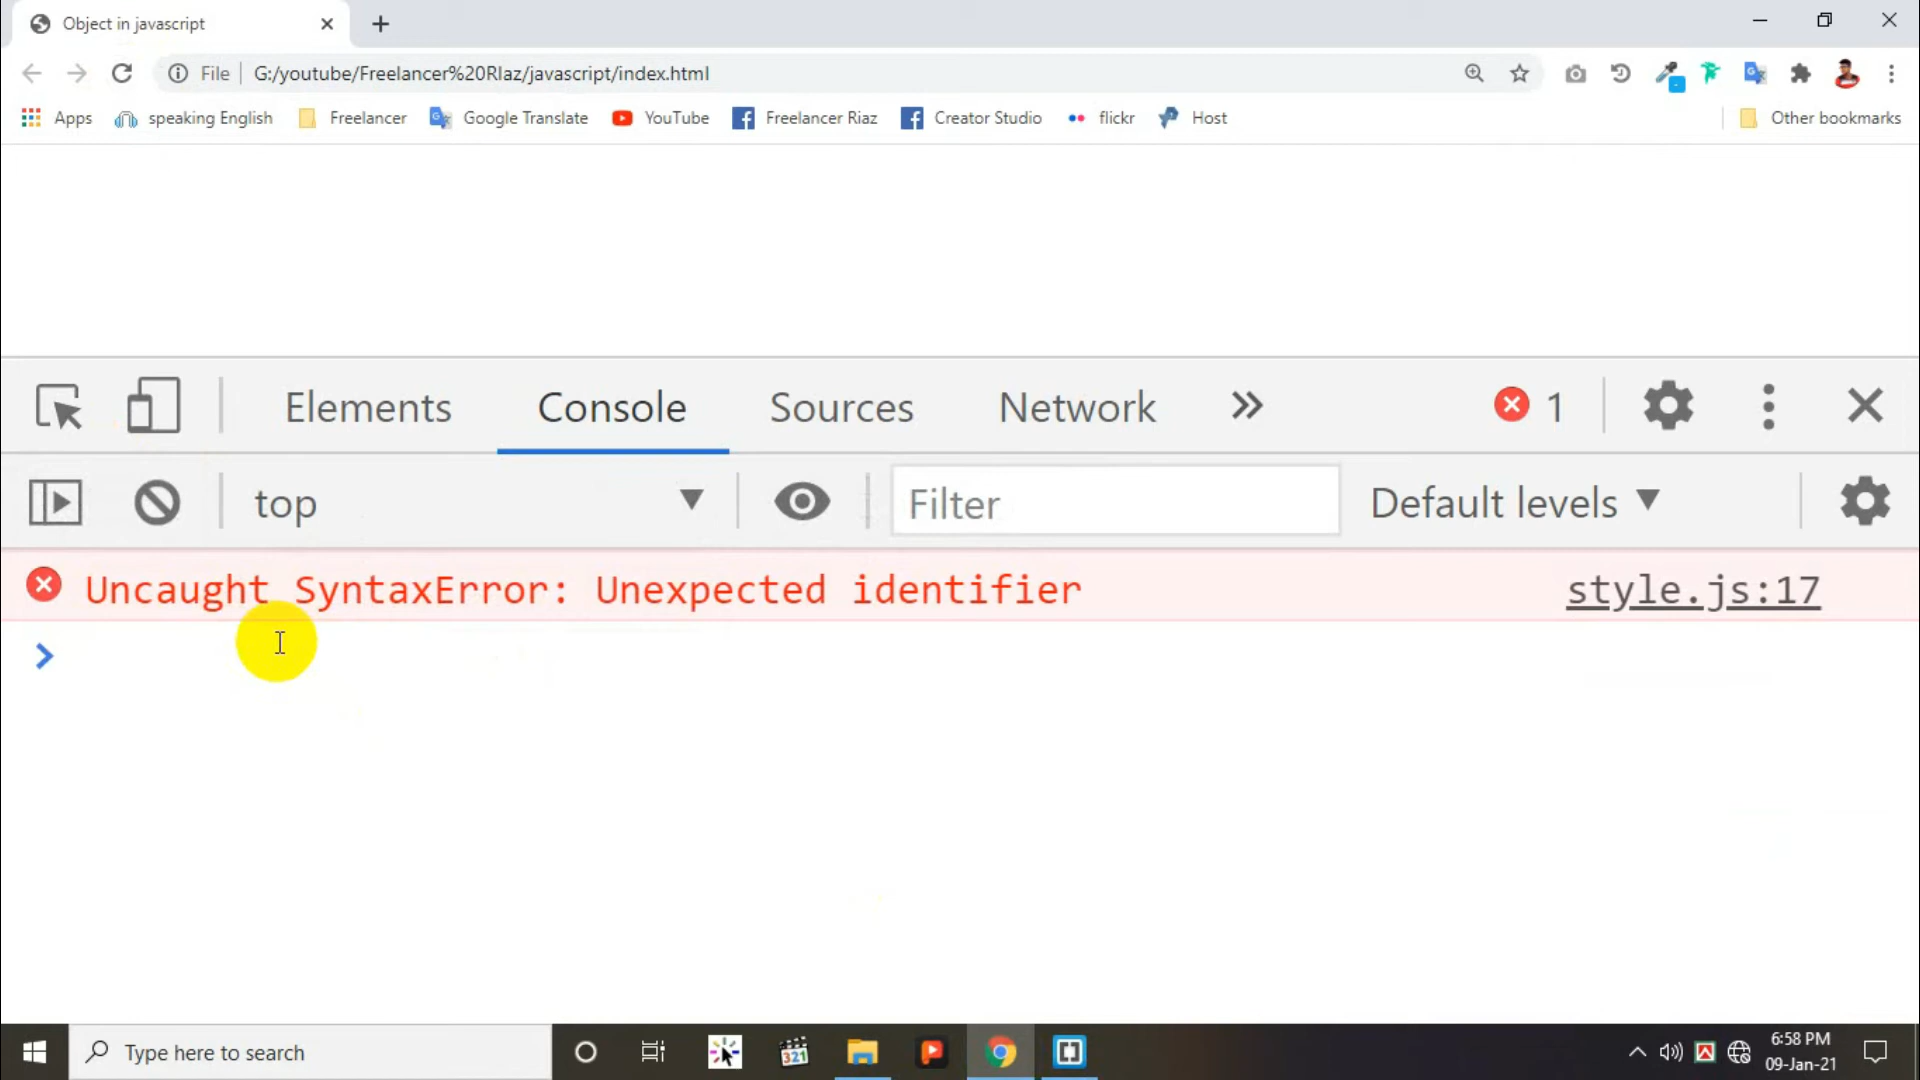 Object in javascript
File
G:/youtube/Freelancer%20RIaz/javascript/index.html
Apps
speaking English
Freelancer
Google Translate
YouTube
Freelancer Riaz
Creator Studio
flickr
Host
Other bookmarks
Elements
Console
Sources
Network
1
top
Filter
Default levels
Uncaught SyntaxError: Unexpected identifier
style.js:17
Type here to search
321
6:58 PM
09-Jan-21